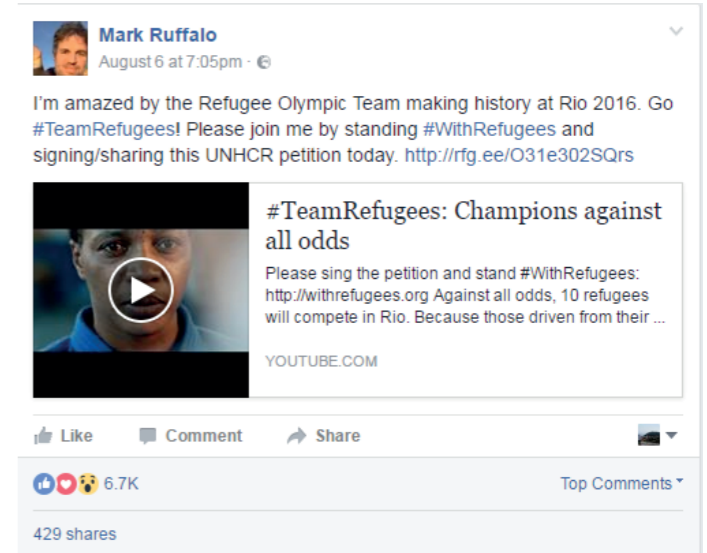 Mark Ruffalo
August 6 at 7:05pm ·
I'm amazed by the Refugee Olympic Team making history at Rio 2016. Go
#TeamRefugees! Please join me by standing #WithRefugees and
signing/sharing this UNHCR petition today. http://rfg.ee/O31e302SQrs
#TeamRefugees: Champions against
all odds
Please sing the petition and stand #WithRefugees:
http://withrefugees.org Against all odds, 10 refugees
will compete in Rio. Because those driven from their ...
YOUTUBE.COM
Like Comment Share
6.7K Top Comments
429 shares